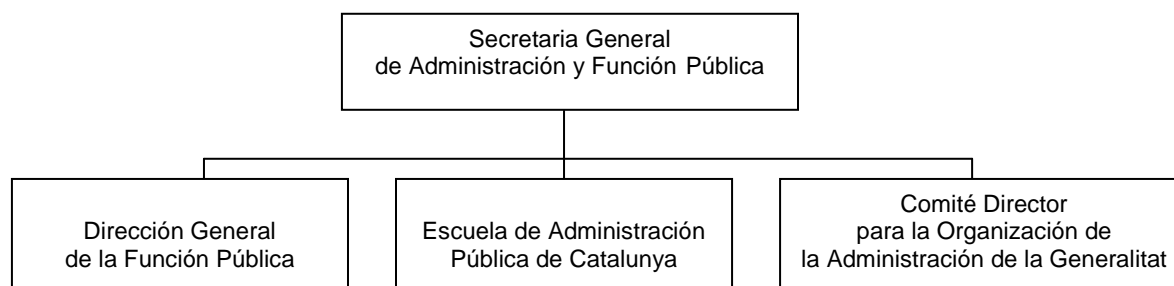 Secretaria General
de Administración y Función Pública
Dirección General
de la Función Pública
Escuela de Administración
Pública de Catalunya
Comité Director
para la Organización de
la Administración de la Generalitat